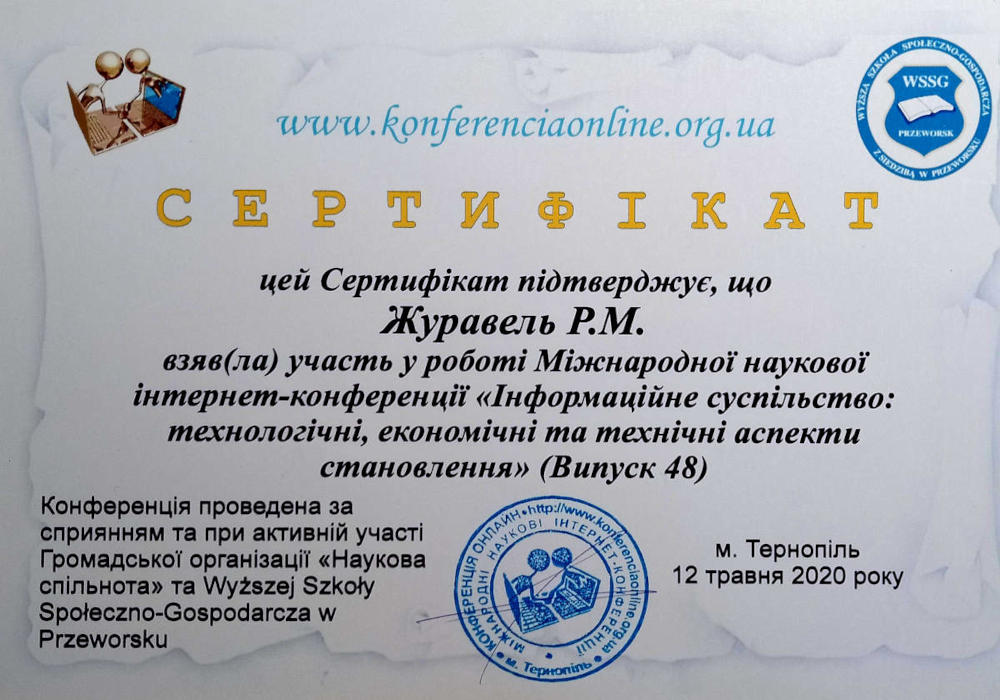 www.konferenciaonline.org.ua
WYŻSZA SZKOŁA SPOŁECZNO-GOSPODARCZA
WSSG
PRZEWORSK
Z SIEDZIBĄ W PRZEWORSKU
СЕРТИФІКАТ
цей Сертифікат підтверджує, що
Журавель Р.М.
взяв(ла) участь у роботі Міжнародної наукової
інтернет-конференції «Інформаційне суспільство:
технологічні, економічні та технічні аспекти
становлення» (Випуск 48)
Конференція проведена за
сприянням та при активній участі
Громадської організації «Наукова
спільнота» та Wyższej Szkoły
Społeczno-Gospodarcza w
Przeworsku
КОНФЕРЕНЦІЯ ОНЛАЙН • http://www.konferenciaonline.org.ua
МІЖНАРОДНІ НАУКОВІ ІНТЕРНЕТ-КОНФЕРЕНЦІЇ
• м. Тернопіль •
м. Тернопіль
12 травня 2020 року